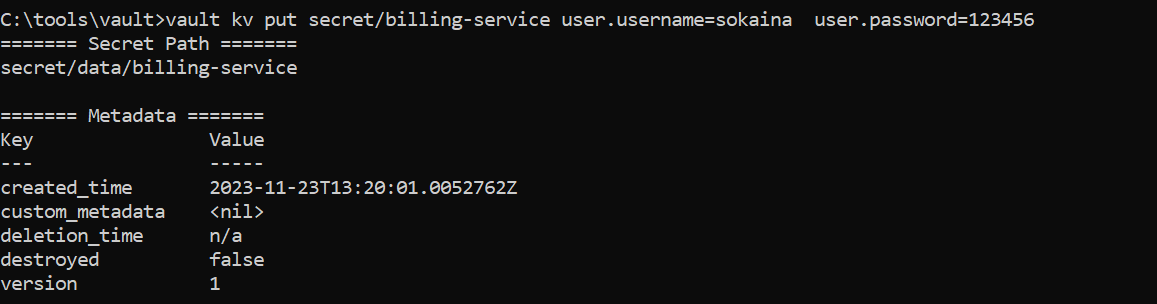 C:\tools\vault>vault kv put secret/billing-service user.username=sokaina  user.password=123456
======= Secret Path =======
secret/data/billing-service

======= Metadata =======
Key                Value
---                -----
created_time       2023-11-23T13:20:01.0052762Z
custom_metadata    <nil>
deletion_time      n/a
destroyed          false
version            1